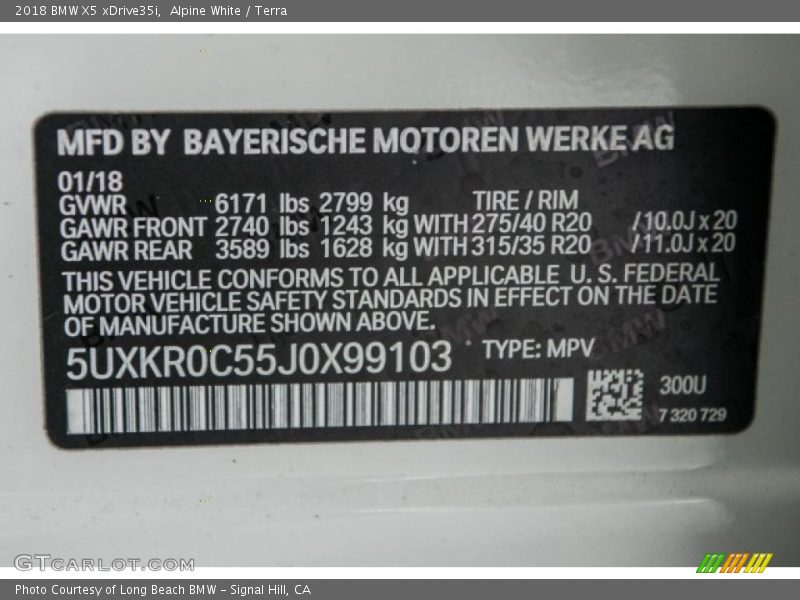 2018 BMW X5 xDrive35i, Alpine White / Terra
MFD BY BAYERISCHE MOTOREN WERKE AG
01/18
GVWR 6171 lbs 2799 kg TIRE / RIM
GAWR FRONT 2740 lbs 1243 kg WITH 275/40 R20 /10.0J x 20
GAWR REAR 3589 lbs 1628 kg WITH 315/35 R20 /11.0J x 20
THIS VEHICLE CONFORMS TO ALL APPLICABLE U.S. FEDERAL
MOTOR VEHICLE SAFETY STANDARDS IN EFFECT ON THE DATE
OF MANUFACTURE SHOWN ABOVE.
5UXKR0C55J0X99103 TYPE: MPV
300U
7 320 729
GTCARLOT.COM
Photo Courtesy of Long Beach BMW - Signal Hill, CA